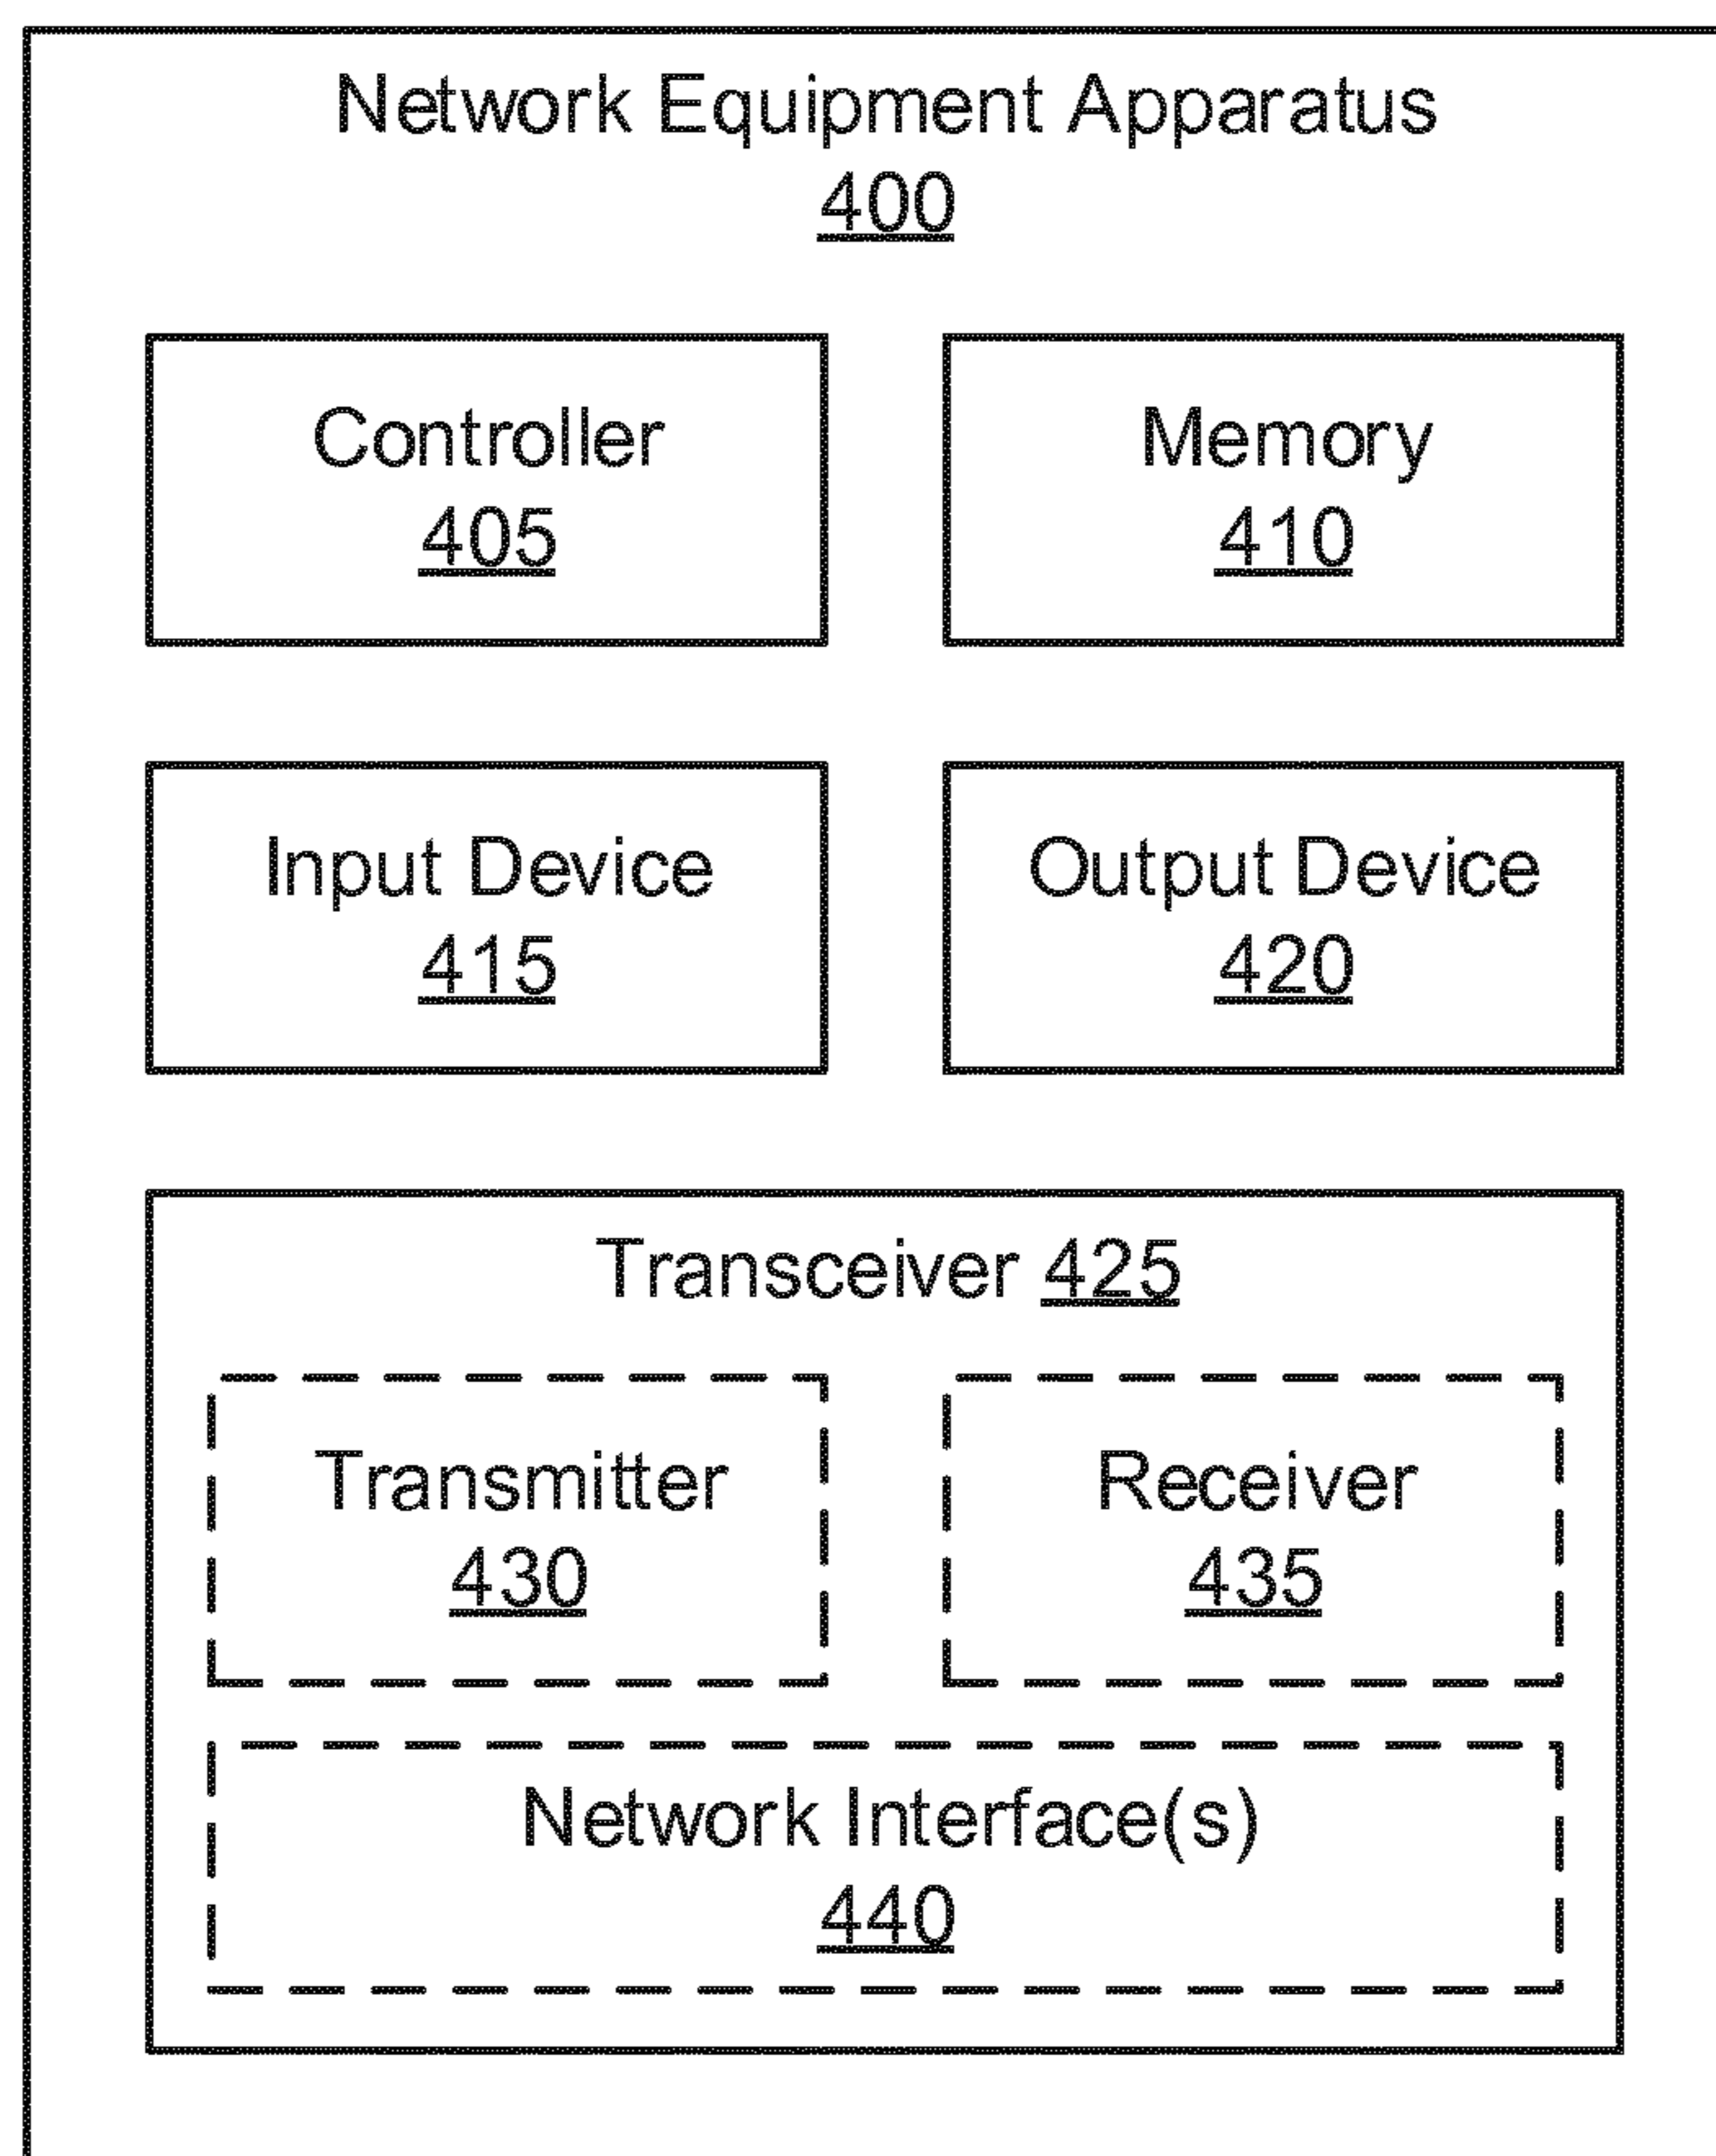 Network Equipment Apparatus
400
Controller
405
Memory
410
Input Device
415
Output Device
420
Transceiver 425
Transmitter
430
Receiver
435
Network Interface(s)
440